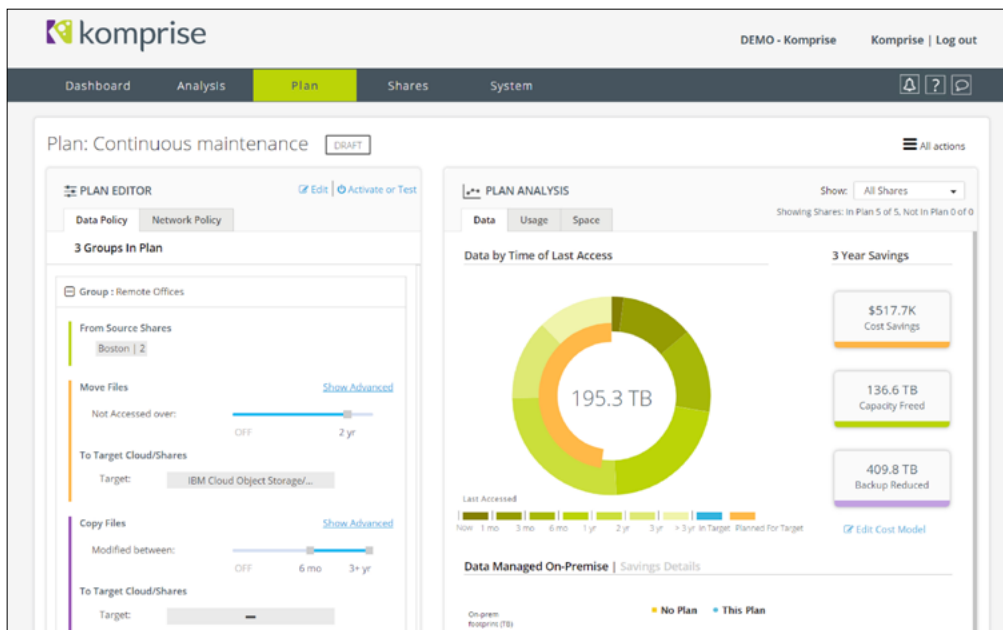 komprise
DEMO - Komprise
Komprise | Log out
Dashboard
Analysis
Plan
Shares
System
?
Plan: Continuous maintenance
DRAFT
All actions
PLAN EDITOR
Edit | Activate or Test
Data Policy
Network Policy
3 Groups In Plan
Group : Remote Offices
From Source Shares
Boston | 2
Move Files
Show Advanced
Not Accessed over:
OFF
2 yr
To Target Cloud/Shares
Target:
IBM Cloud Object Storage/...
Copy Files
Show Advanced
Modified between:
OFF
6 mo
3+ yr
To Target Cloud/Shares
Target:
PLAN ANALYSIS
Show:
All Shares
Data
Usage
Space
Showing Shares: In Plan 5 of 5, Not In Plan 0 of 0
Data by Time of Last Access
195.3 TB
Last Accessed
Now
1 mo
3 mo
6 mo
1 yr
2 yr
3 yr
> 3 yr
In Target
Planned For Target
3 Year Savings
$517.7K
Cost Savings
136.6 TB
Capacity Freed
409.8 TB
Backup Reduced
Edit Cost Model
Data Managed On-Premise | Savings Details
On-prem
footprint (TB)
No Plan
This Plan